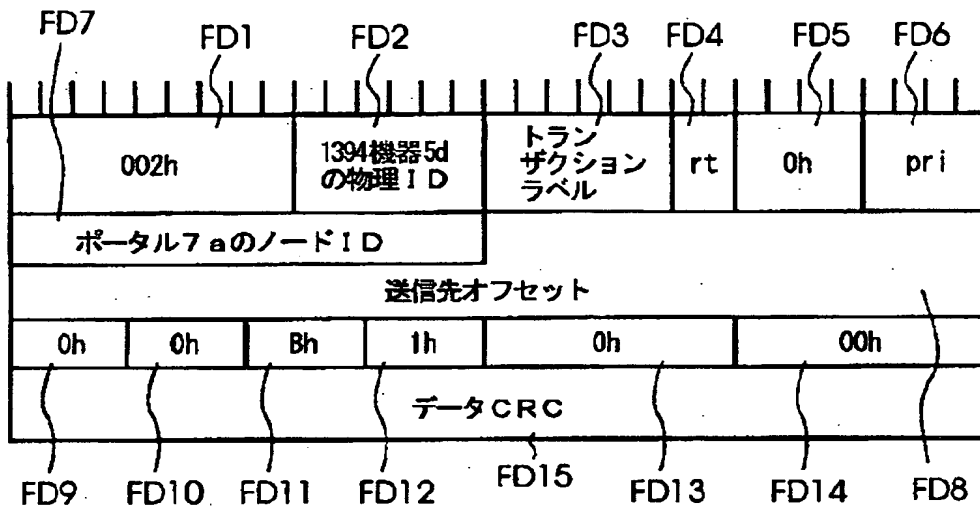 FD7 FD1 FD2 FD3 FD4 FD5 FD6
002h
1394機器5d
の物理ID
トラン
ザクション
ラベル
rt
0h
pri
ポータル7aのノードID
送信先オフセット
0h 0h Bh 1h 0h 00h
データCRC
FD9 FD10 FD11 FD12 FD15 FD13 FD14 FD8